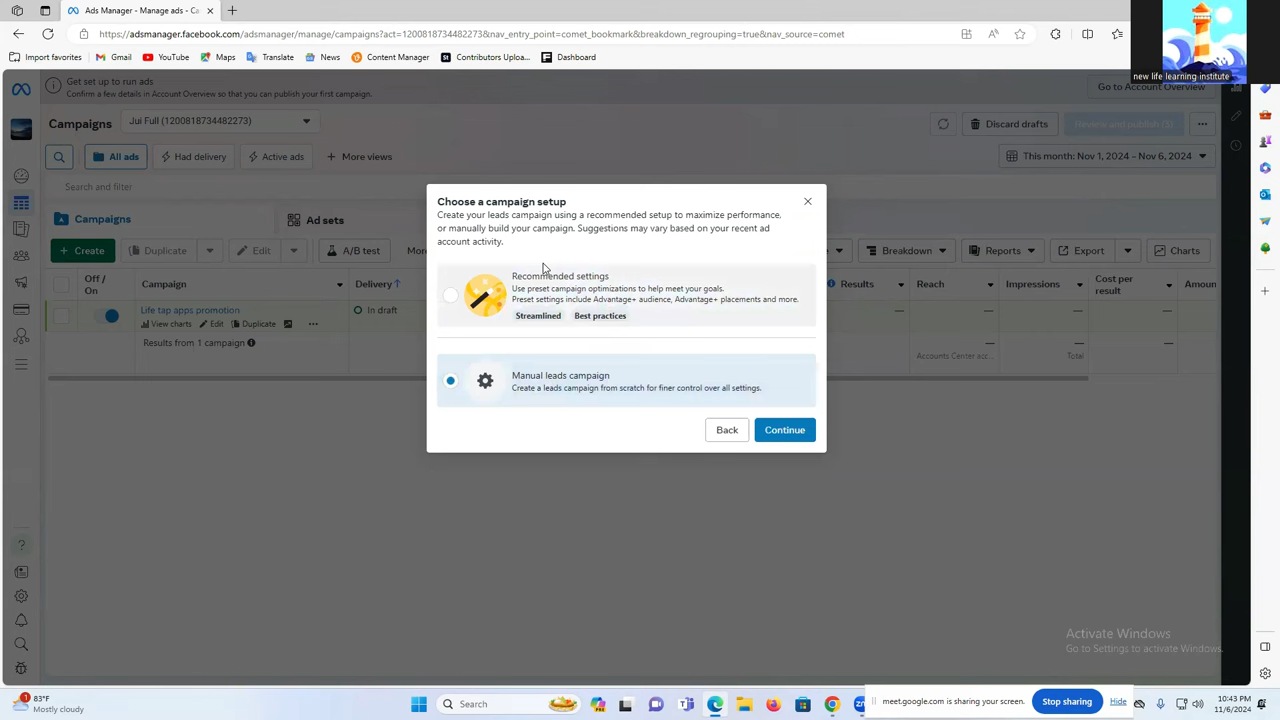 Ads Manager - Manage ads - Ca
https://adsmanager.facebook.com/adsmanager/manage/campaigns?act=1200818734482273&nav_entry_point=comet_bookmark&breakdown_regrouping=true&nav_source=comet
Import favorites
Gmail
YouTube
Maps
Translate
News
Content Manager
Contributors Uploa...
Dashboard
new life learning institute
Get set up to run ads
Confirm a few details in Account Overview so that you can publish your first campaign.
Go to Account Overview
Campaigns
Jui Full (1200818734482273)
Discard drafts
Review and publish (3)
All ads
Had delivery
Active ads
More views
This month: Nov 1, 2024 – Nov 6, 2024
Search and filter
Campaigns
Ad sets
Create
Duplicate
Edit
A/B test
Breakdown
Reports
Export
Charts
Off / On
Campaign
Delivery
Results
Reach
Impressions
Cost per result
Amoun
Life tap apps promotion
View charts
Edit
Duplicate
In draft
Results from 1 campaign
Accounts Center acc...
Total
Choose a campaign setup
Create your leads campaign using a recommended setup to maximize performance,
or manually build your campaign. Suggestions may vary based on your recent ad
account activity.
Recommended settings
Use preset campaign optimizations to help meet your goals.
Preset settings include Advantage+ audience, Advantage+ placements and more.
Streamlined
Best practices
Manual leads campaign
Create a leads campaign from scratch for finer control over all settings.
Back
Continue
Activate Windows
Go to Settings to activate Windows.
83°F
Mostly cloudy
Search
meet.google.com is sharing your screen.
Stop sharing
Hide
10:43 PM
11/6/2024